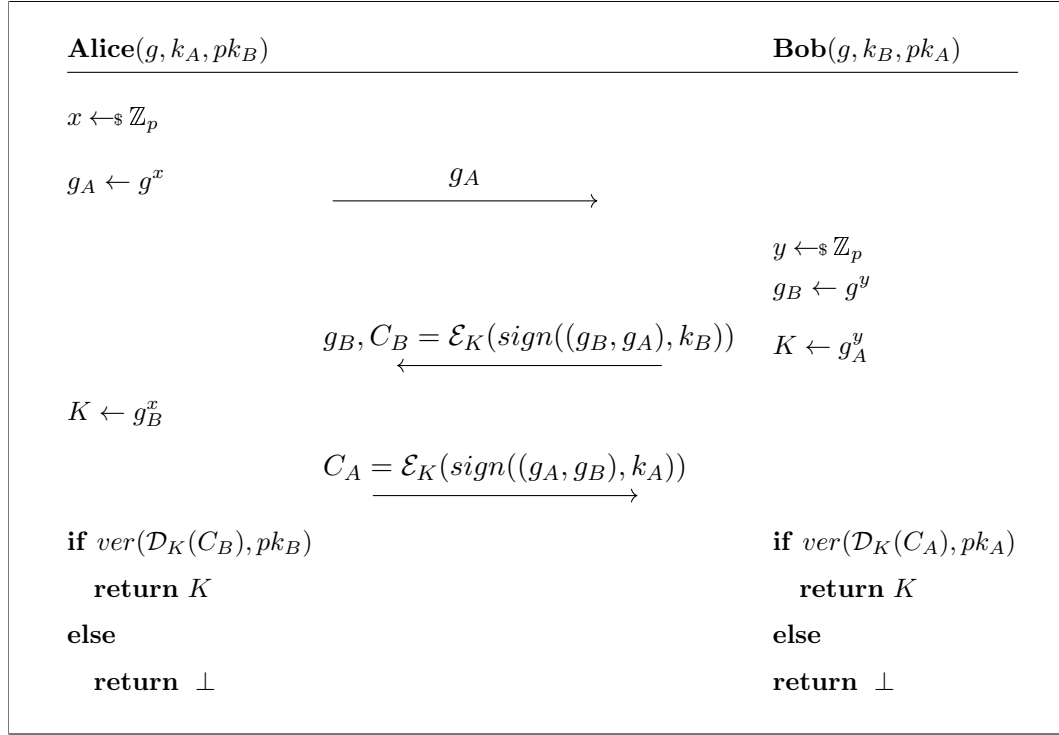 Alice(g, k_A, pk_B) Bob(g, k_B, pk_A)
x ←$ ℤ_p
g_A ← g^x g_A
y ←$ ℤ_p
g_B ← g^y
g_B, C_B = ℰ_K(sign((g_B, g_A), k_B)) K ← g_A^y
K ← g_B^x
C_A = ℰ_K(sign((g_A, g_B), k_A))
if ver(𝒟_K(C_B), pk_B) if ver(𝒟_K(C_A), pk_A)
return K return K
else else
return ⊥ return ⊥